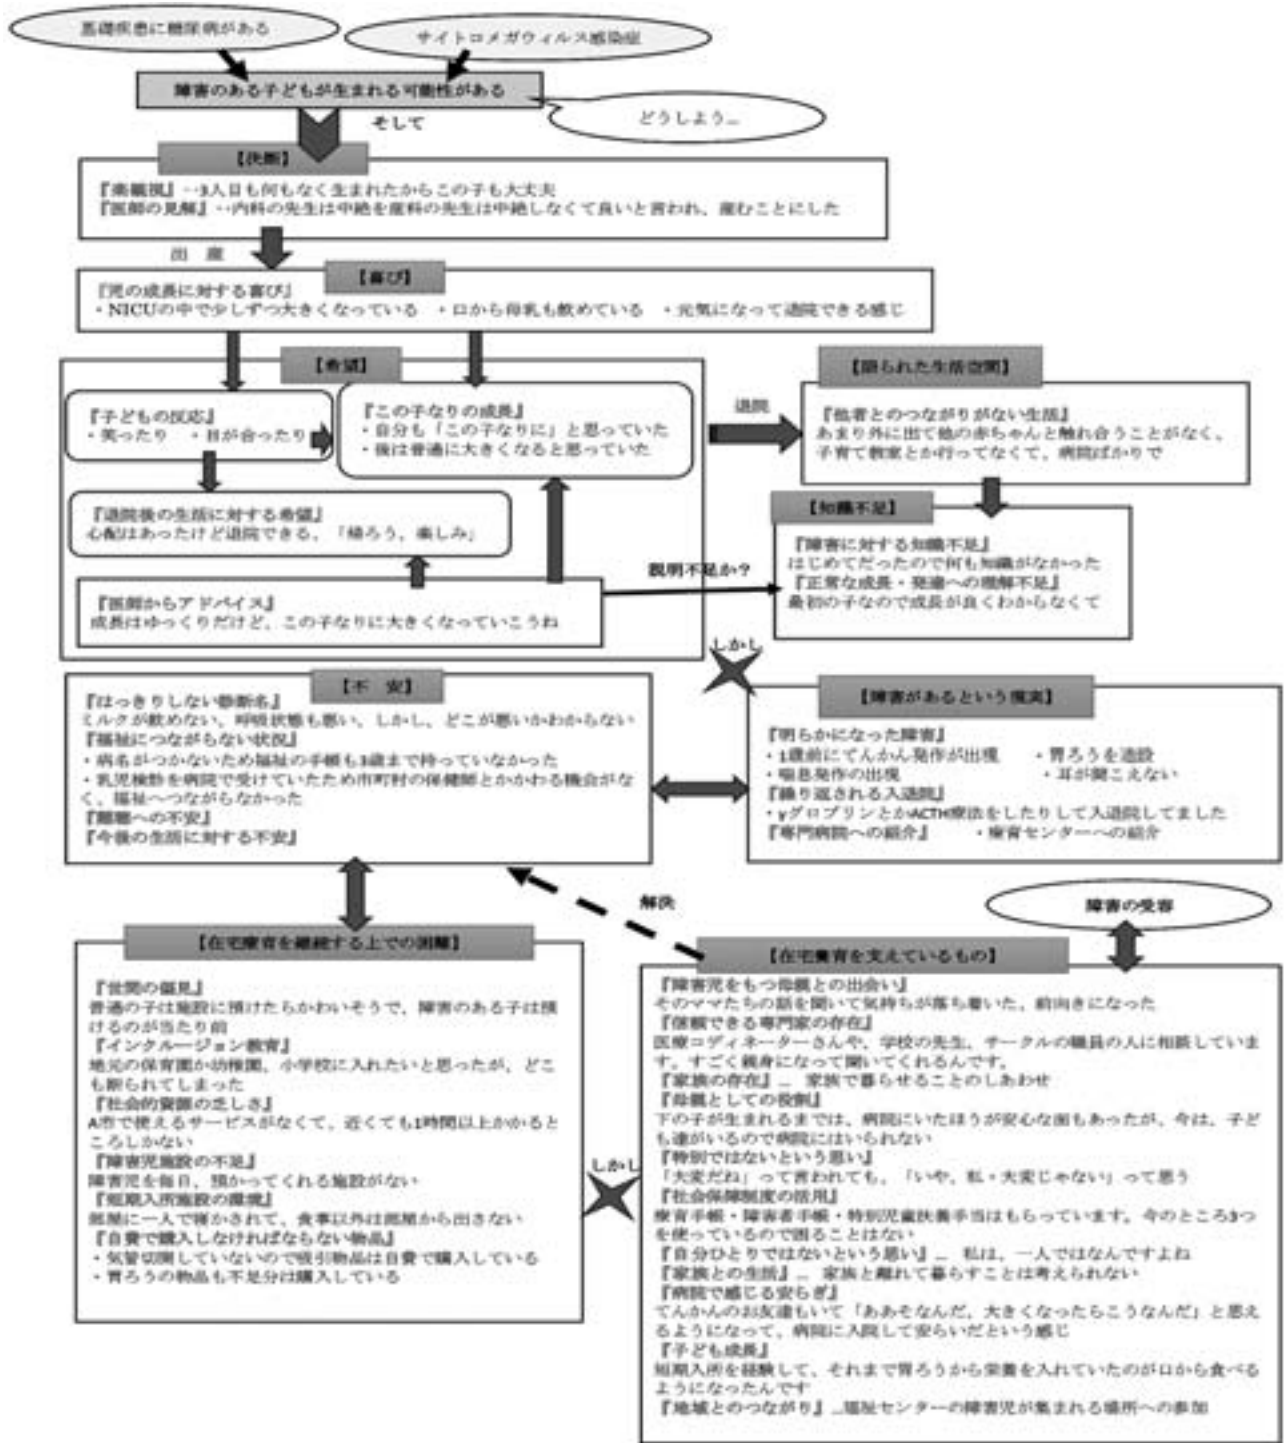 基礎疾患に糖尿病がある
サイトロメガウィルス感染症
障害のある子どもが生まれる可能性がある
どうしよう…
そして
【決断】
『楽観視』…3人目も何もなく生まれたからこの子も大丈夫
『医師の見解』…内科の先生は中絶を産科の先生は中絶しなくて良いと言われ、産むことにした
出 産
【喜び】
『児の成長に対する喜び』
・NICUの中で少しずつ大きくなっている ・口から母乳も飲めている ・元気になって退院できる感じ
【希望】
『子どもの反応』
・笑ったり ・目が合ったり
『この子なりの成長』
・自分も「この子なりに」と思っていた
・後は普通に大きくなると思っていた
『退院後の生活に対する希望』
心配はあったけど退院できる、「帰ろう、楽しみ」
『医師からアドバイス』
成長はゆっくりだけど、この子なりに大きくなっていこうね
退院
【限られた生活空間】
『他者とのつながりがない生活』
あまり外に出て他の赤ちゃんと触れ合うことがなく、
子育て教室とか行ってなくて、病院ばかりで
説明不足か?
【知識不足】
『障害に対する知識不足』
はじめてだったので何も知識がなかった
『正常な成長・発達への理解不足』
最初の子なので成長が良くわからなくて
しかし
【不 安】
『はっきりしない診断名』
ミルクが飲めない、呼吸状態も悪い、しかし、どこが悪いかわからない
『福祉につながらない状況』
・病名がつかないため福祉の手帳も3歳まで持っていなかった
・乳児検診を病院で受けていたため市町村の保健師とかかわる機会がな
く、福祉へつながらなかった
『難聴への不安』
『今後の生活に対する不安』
【障害があるという現実】
『明らかになった障害』
・1歳前にてんかん発作が出現 ・胃ろうを造設
・喘息発作の出現 ・耳が聞こえない
『繰り返される入退院』
・γグロブリンとかACTH療法をしたりして入退院してました
『専門病院への紹介』 ・療育センターへの紹介
解決
障害の受容
【在宅療育を継続する上での困難】
『世間の偏見』
普通の子は施設に預けたらかわいそうで、障害のある子は預
けるのが当たり前
『インクルージョン教育』
地元の保育園か幼稚園、小学校に入れたいと思ったが、どこ
も断られてしまった
『社会的資源の乏しさ』
A市で使えるサービスがなくて、近くても1時間以上かかると
ころしかない
『障害児施設の不足』
障害児を毎日、預かってくれる施設がない
『短期入所施設の環境』
部屋に一人で寝かされて、食事以外は部屋から出さない
『自費で購入しなければならない物品』
・気管切開していないので吸引物品は自費で購入している
・胃ろうの物品も不足分は購入している
しかし
【在宅養育を支えているもの】
『障害児をもつ母親との出会い』
そのママたちの話を聞いて気持ちが落ち着いた、前向きになった
『信頼できる専門家の存在』
医療コディネーターさんや、学校の先生、サークルの職員の人に相談していま
す。すごく親身になって聞いてくれるんです。
『家族の存在』… 家族で暮らせることのしあわせ
『母親としての役割』
下の子が生まれるまでは、病院にいたほうが安心な面もあったが、今は、子ど
も達がいるので病院にはいられない
『特別ではないという思い』
「大変だね」って言われても、「いや、私・大変じゃない」って思う
『社会保障制度の活用』
療育手帳・障害者手帳・特別児童扶養手当はもらっています。今のところ3つ
を使っているので困ることはない
『自分ひとりではないという思い』… 私は、一人ではなんですよね
『家族との生活』… 家族と離れて暮らすことは考えられない
『病院で感じる安らぎ』
てんかんのお友達もいて「ああそなんだ、大きくなったらこうなんだ」と思え
るようになって、病院に入院して安らいだという感じ
『子ども成長』
短期入所を経験して、それまで胃ろうから栄養を入れていたのが口から食べる
ようになったんです
『地域とのつながり』…福祉センターの障害児が集まれる場所への参加